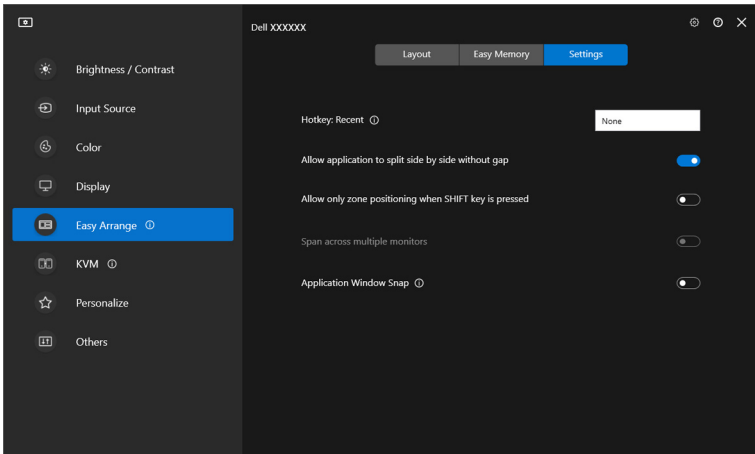 Dell XXXXXX
Layout
Easy Memory
Settings
Brightness / Contrast
Input Source
Color
Display
Easy Arrange
KVM
Personalize
Others
Hotkey: Recent
None
Allow application to split side by side without gap
Allow only zone positioning when SHIFT key is pressed
Span across multiple monitors
Application Window Snap